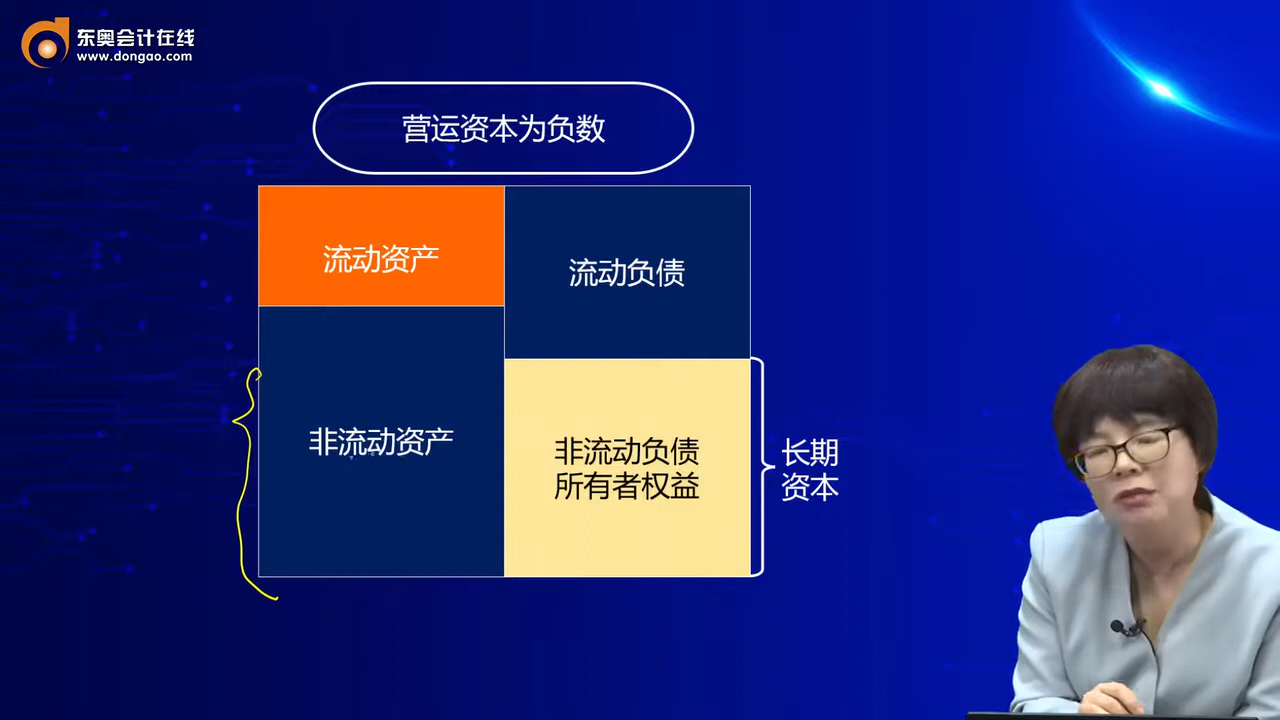 东奥会计在线
www.dongao.com
营运资本为负数
流动资产
流动负债
非流动资产
非流动负债
所有者权益
长期
资本